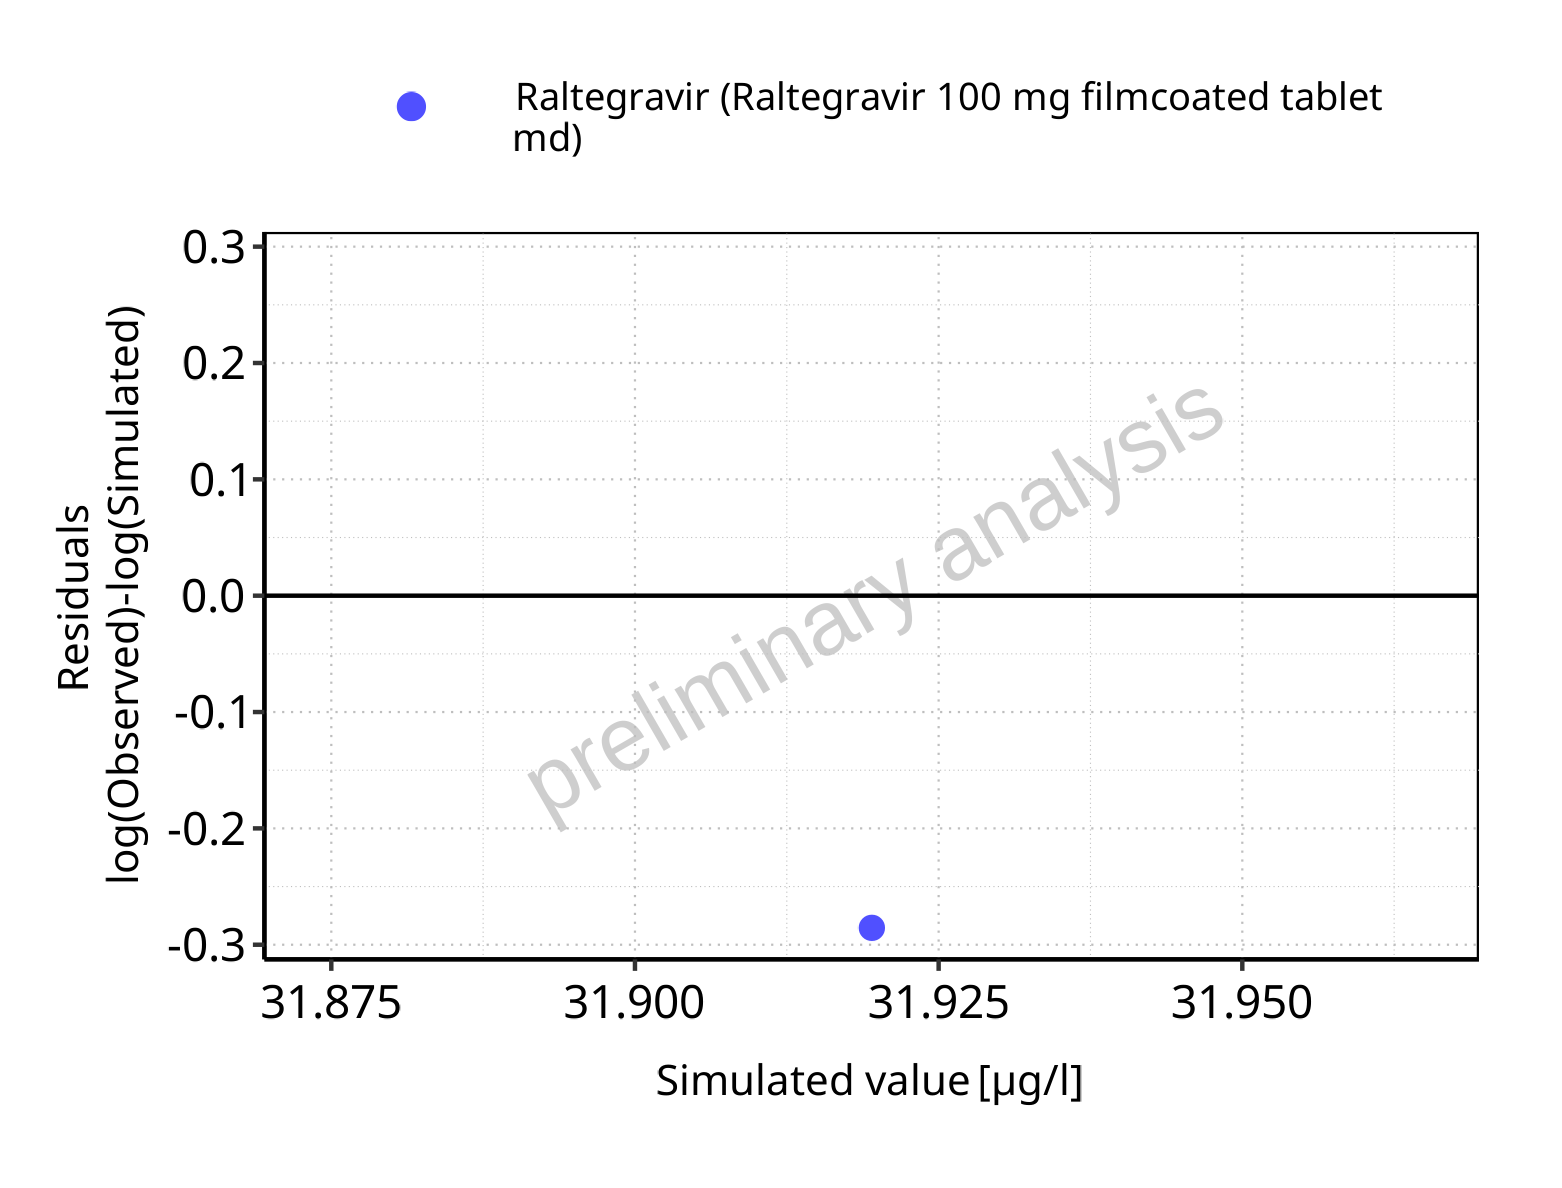 Raltegravir (Raltegravir 100 mg filmcoated tablet
md)
Residuals
log(Observed)-log(Simulated)
0.3
0.2
0.1
0.0
-0.1
-0.2
-0.3
preliminary analysis
31.875 31.900 31.925 31.950
Simulated value [µg/l]